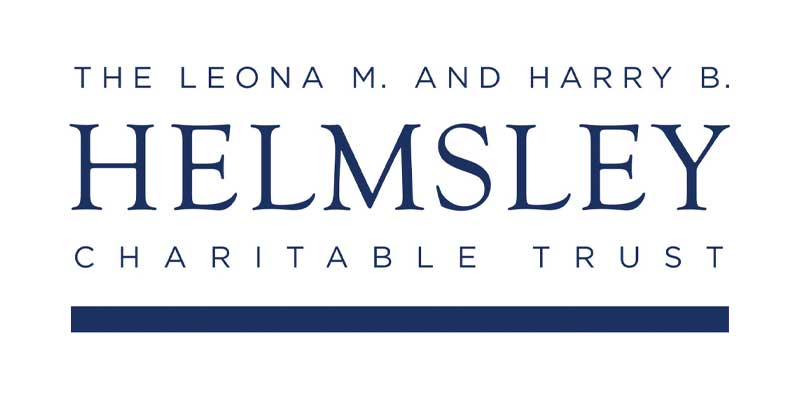 THE LEONA M. AND HARRY B.
HELMSLEY
CHARITABLE TRUST